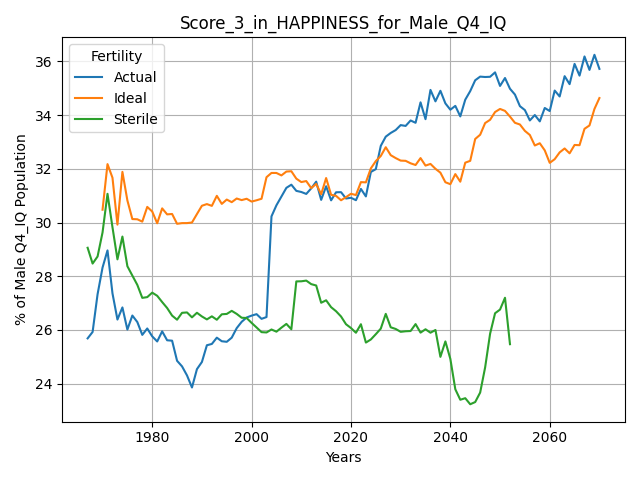 Score_3_in_HAPPINESS_for_Male_Q4_IQ
Fertility
Actual
Ideal
Sterile
% of Male Q4_IQ Population
36
34
32
30
28
26
24
1980
2000
2020
2040
2060
Years